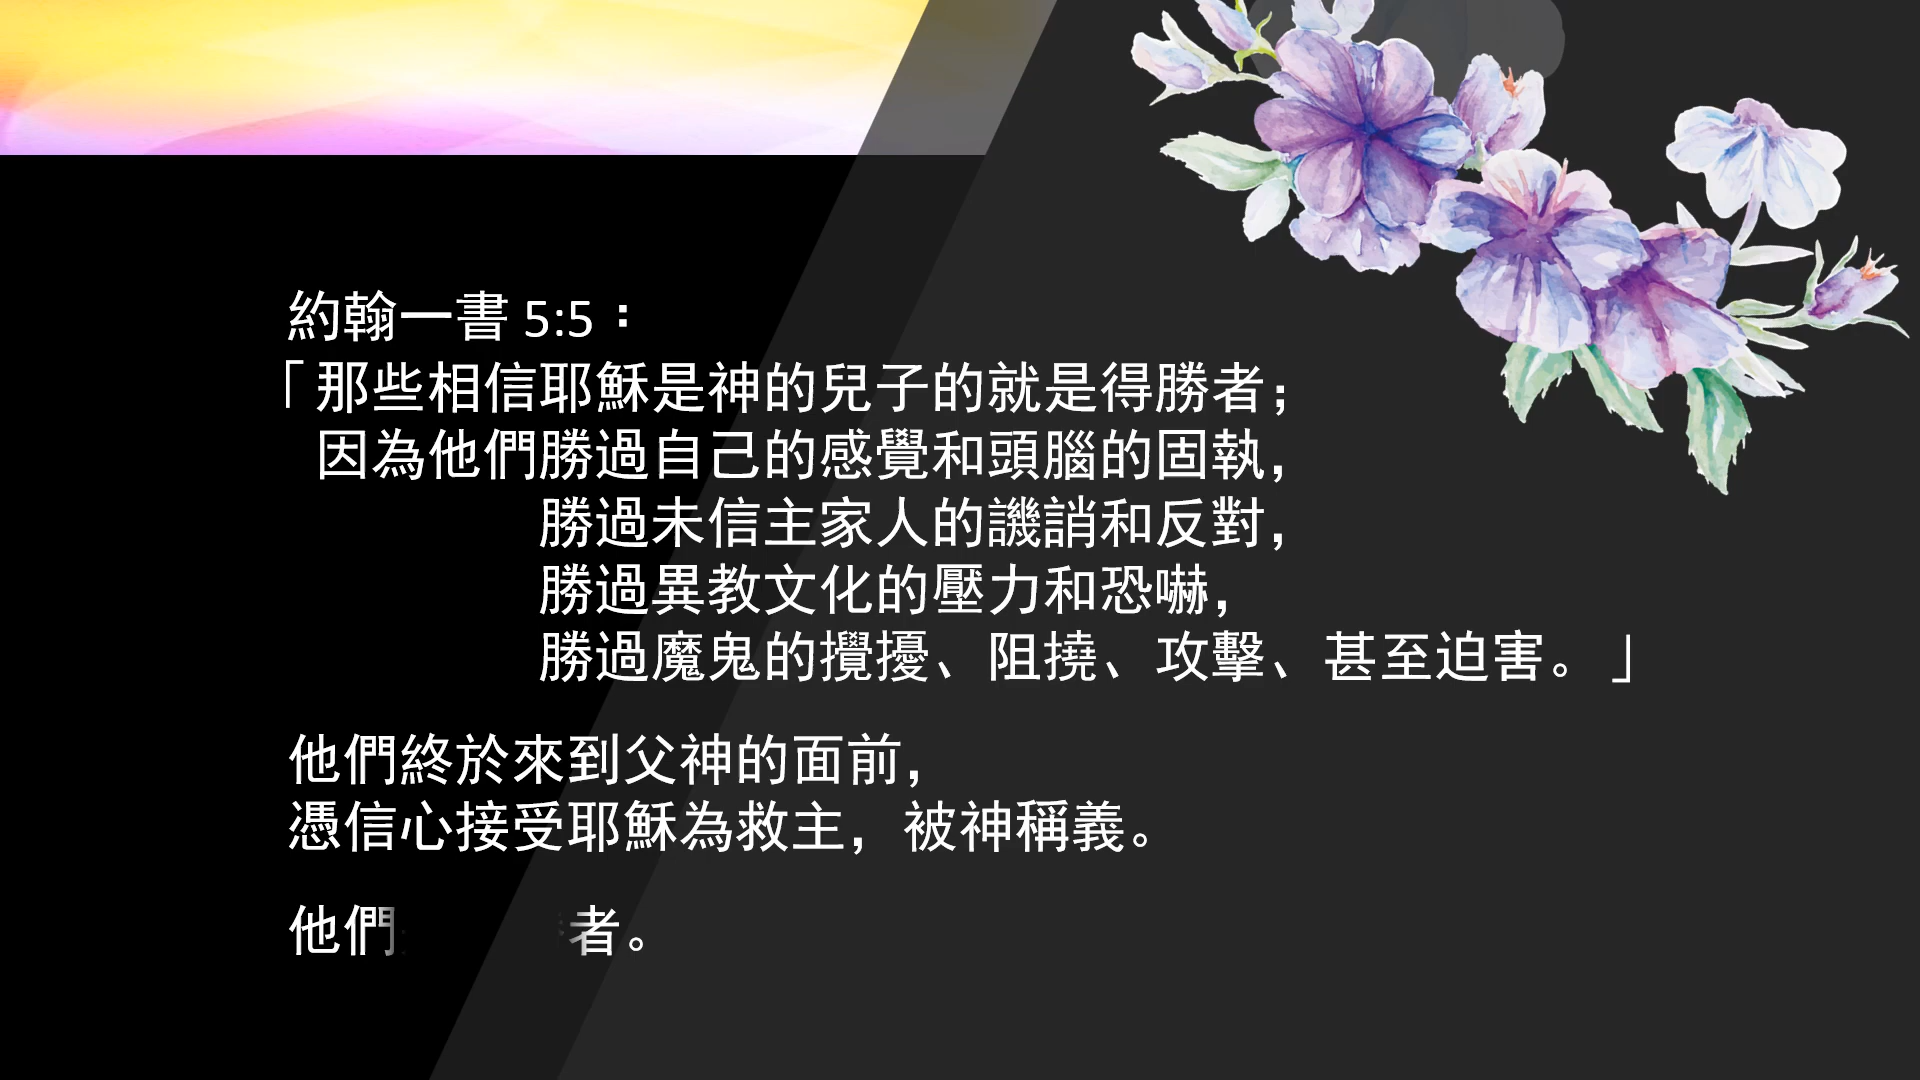 約翰一書 5:5：
「那些相信耶穌是神的兒子的就是得勝者；
因為他們勝過自己的感覺和頭腦的固執，
勝過未信主家人的譏誚和反對，
勝過異教文化的壓力和恐嚇，
勝過魔鬼的攪擾、阻撓、攻擊、甚至迫害。」
他們終於來到父神的面前，
憑信心接受耶穌為救主，被神稱義。
他們 者。